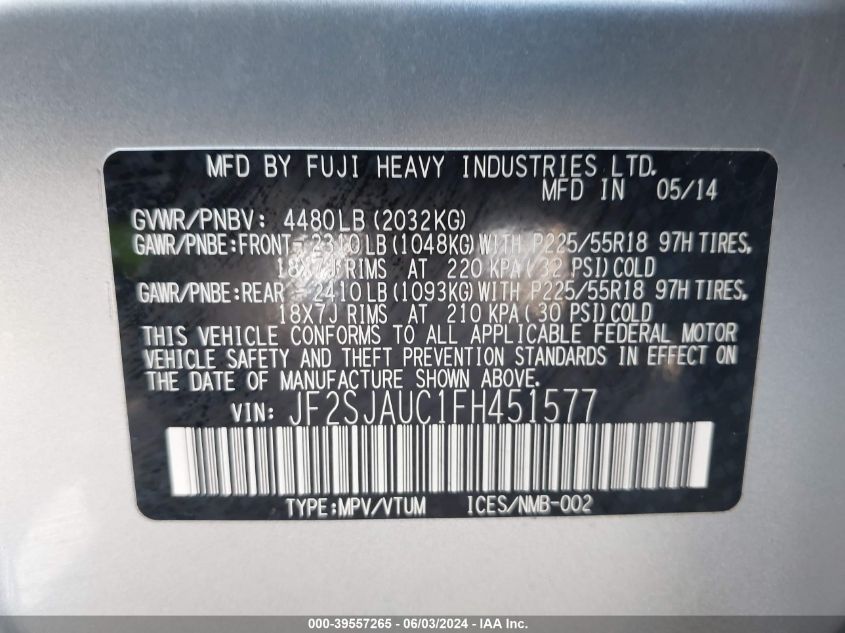 MFD BY FUJI HEAVY INDUSTRIES LTD.
MFD IN 05/14
GVWR/PNBV: 4480LB (2032KG)
GAWR/PNBE: FRONT- 2310LB (1048KG) WITH P225/55R18 97H TIRES,
18X7J RIMS AT 220 KPA (32 PSI) COLD
GAWR/PNBE: REAR - 2410LB (1093KG) WITH P225/55R18 97H TIRES,
18X7J RIMS AT 210 KPA (30 PSI) COLD
THIS VEHICLE CONFORMS TO ALL APPLICABLE FEDERAL MOTOR
VEHICLE SAFETY AND THEFT PREVENTION STANDARDS IN EFFECT ON
THE DATE OF MANUFACTURE SHOWN ABOVE.
VIN: JF2SJAUC1FH451577
TYPE:MPV/VTUM ICES/NMB-002
000-39557265 - 06/03/2024 - IAA Inc.